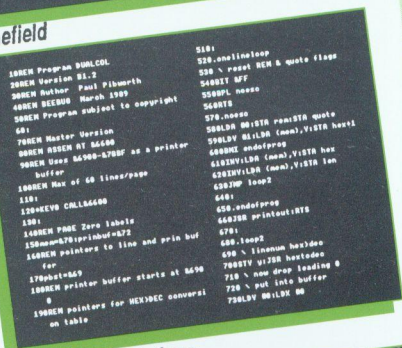 efield
10REM Program DUALCOL
20REM Version B1.2
30REM Author Paul Pibworth
40REM BEEBUG March 1989
50REM Program subject to copyright
60:
70REM Master Version
80REM ASSEM AT &6600
90REM Uses &6900-&78BF as a printer
buffer
100REM Max of 60 lines/page
110:
120*KEY0 CALL&6600
130:
140REM PAGE Zero labels
150mem=&70:prinbuf=&72
160REM pointers to line and prin buf
fer
170pbst=&69
180REM printer buffer starts at &690
0
190REM pointers for HEX>DEC conversi
on table
510:
520.onelineloop
530 \ reset REM & quote flags
540BIT &FF
550BPL noesc
560RTS
570.noesc
580LDA #0:STA rem:STA quote
590LDY #1:LDA (mem),Y:STA hex+1
600BMI endofprog
610INY:LDA (mem),Y:STA hex
620INY:LDA (mem),Y:STA len
630JMP loop2
640:
650.endofprog
660JSR printout:RTS
670:
680.loop2
690 \ linenum hex>dec
700STY y:JSR hextodec
710 \ now drop loading 0
720 \ put into buffer
730LDY #0:LDX #0